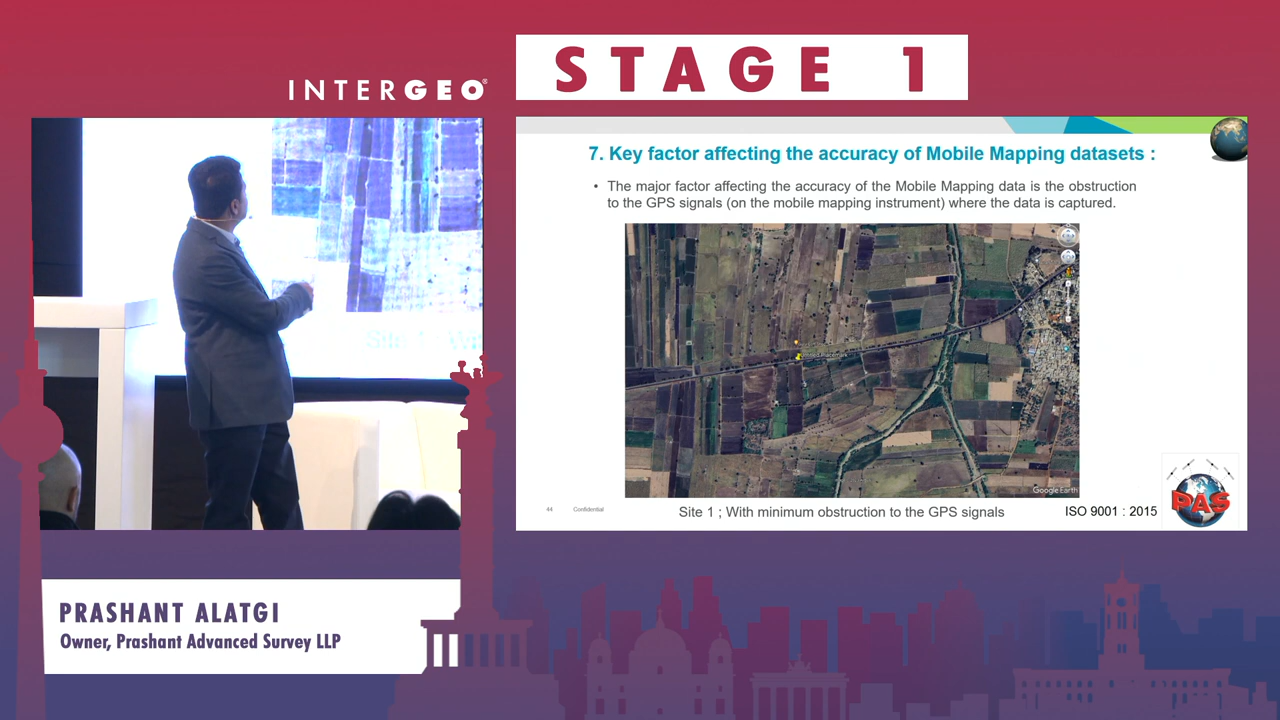 STAGE 1
INTERGEO®
7. Key factor affecting the accuracy of Mobile Mapping datasets :
• The major factor affecting the accuracy of the Mobile Mapping data is the obstruction
to the GPS signals (on the mobile mapping instrument) where the data is captured.
Untitled Placemark
Google Earth
44
Confidential
Site 1 ; With minimum obstruction to the GPS signals
ISO 9001 : 2015
PAS
PRASHANT ALATGI
Owner, Prashant Advanced Survey LLP